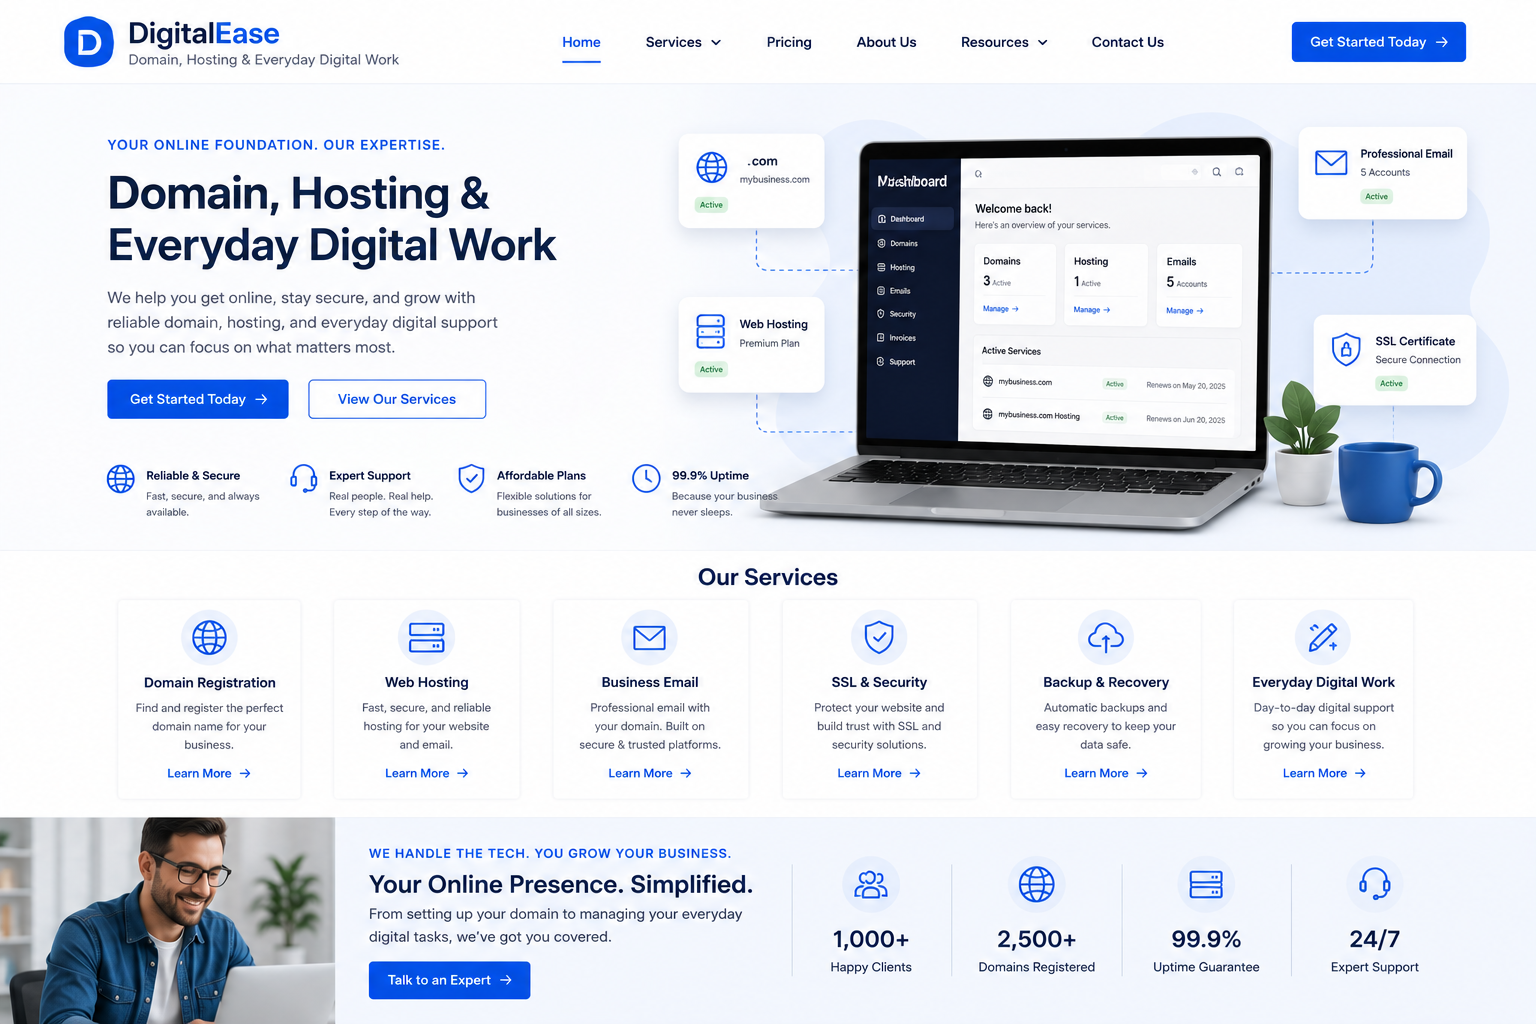 DigitalEase
Domain, Hosting & Everyday Digital Work
Home
Services
Pricing
About Us
Resources
Contact Us
Get Started Today
YOUR ONLINE FOUNDATION. OUR EXPERTISE.
Domain, Hosting &
Everyday Digital Work
We help you get online, stay secure, and grow with
reliable domain, hosting, and everyday digital support
so you can focus on what matters most.
Get Started Today
View Our Services
Reliable & Secure
Fast, secure, and always
available.
Expert Support
Real people. Real help.
Every step of the way.
Affordable Plans
Flexible solutions for
businesses of all sizes.
99.9% Uptime
Because your business
never sleeps.
.com
mybusiness.com
Active
Web Hosting
Premium Plan
Active
Dashboard
Domains
Hosting
Emails
Security
Invoices
Support
Welcome back!
Here's an overview of your services.
Domains
3 Active
Manage
Hosting
1 Active
Manage
Emails
5 Accounts
Manage
Active Services
mybusiness.com
Active
Renews on May 20, 2025
mybusiness.com Hosting
Active
Renews on Jun 20, 2025
Professional Email
5 Accounts
Active
SSL Certificate
Secure Connection
Active
Our Services
Domain Registration
Find and register the perfect
domain name for your
business.
Learn More
Web Hosting
Fast, secure, and reliable
hosting for your website
and email.
Learn More
Business Email
Professional email with
your domain. Built on
secure & trusted platforms.
Learn More
SSL & Security
Protect your website and
build trust with SSL and
security solutions.
Learn More
Backup & Recovery
Automatic backups and
easy recovery to keep your
data safe.
Learn More
Everyday Digital Work
Day-to-day digital support
so you can focus on
growing your business.
Learn More
WE HANDLE THE TECH. YOU GROW YOUR BUSINESS.
Your Online Presence. Simplified.
From setting up your domain to managing your everyday
digital tasks, we've got you covered.
Talk to an Expert
1,000+
Happy Clients
2,500+
Domains Registered
99.9%
Uptime Guarantee
24/7
Expert Support